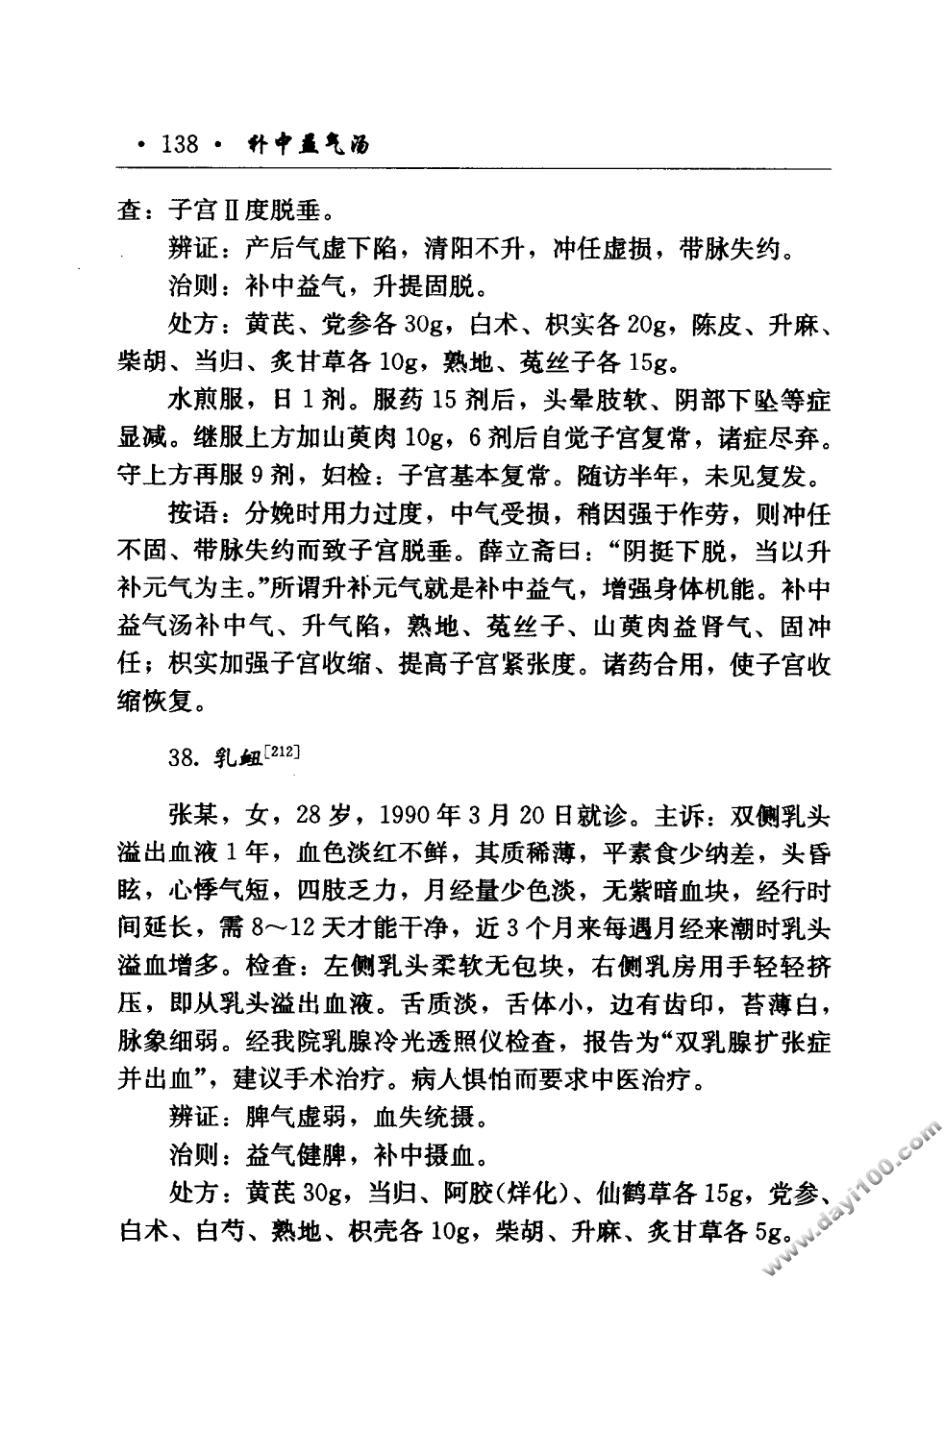 · 138 · 补中益气汤
查：子宫Ⅱ度脱垂。
辨证：产后气虚下陷，清阳不升，冲任虚损，带脉失约。
治则：补中益气，升提固脱。
处方：黄芪、党参各 30g，白术、枳实各 20g，陈皮、升麻、
柴胡、当归、炙甘草各 10g，熟地、菟丝子各 15g。
水煎服，日 1 剂。服药 15 剂后，头晕肢软、阴部下坠等症
显减。继服上方加山萸肉 10g，6 剂后自觉子宫复常，诸症尽弃。
守上方再服 9 剂，妇检：子宫基本复常。随访半年，未见复发。
按语：分娩时用力过度，中气受损，稍因强于作劳，则冲任
不固、带脉失约而致子宫脱垂。薛立斋曰：“阴挺下脱，当以升
补元气为主。”所谓升补元气就是补中益气，增强身体机能。补中
益气汤补中气、升气陷，熟地、菟丝子、山萸肉益肾气、固冲
任；枳实加强子宫收缩、提高子宫紧张度。诸药合用，使子宫收
缩恢复。
38. 乳衄[212]
张某，女，28 岁，1990 年 3 月 20 日就诊。主诉：双侧乳头
溢出血液 1 年，血色淡红不鲜，其质稀薄，平素食少纳差，头昏
眩，心悸气短，四肢乏力，月经量少色淡，无紫暗血块，经行时
间延长，需 8～12 天才能干净，近 3 个月来每遇月经来潮时乳头
溢血增多。检查：左侧乳头柔软无包块，右侧乳房用手轻轻挤
压，即从乳头溢出血液。舌质淡，舌体小，边有齿印，苔薄白，
脉象细弱。经我院乳腺冷光透照仪检查，报告为“双乳腺扩张症
并出血”，建议手术治疗。病人惧怕而要求中医治疗。
辨证：脾气虚弱，血失统摄。
治则：益气健脾，补中摄血。
处方：黄芪 30g，当归、阿胶(烊化)、仙鹤草各 15g，党参、
白术、白芍、熟地、枳壳各 10g，柴胡、升麻、炙甘草各 5g。
www.dayi100.com